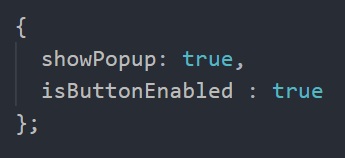 {
  showPopup: true,
  isButtonEnabled : true
};